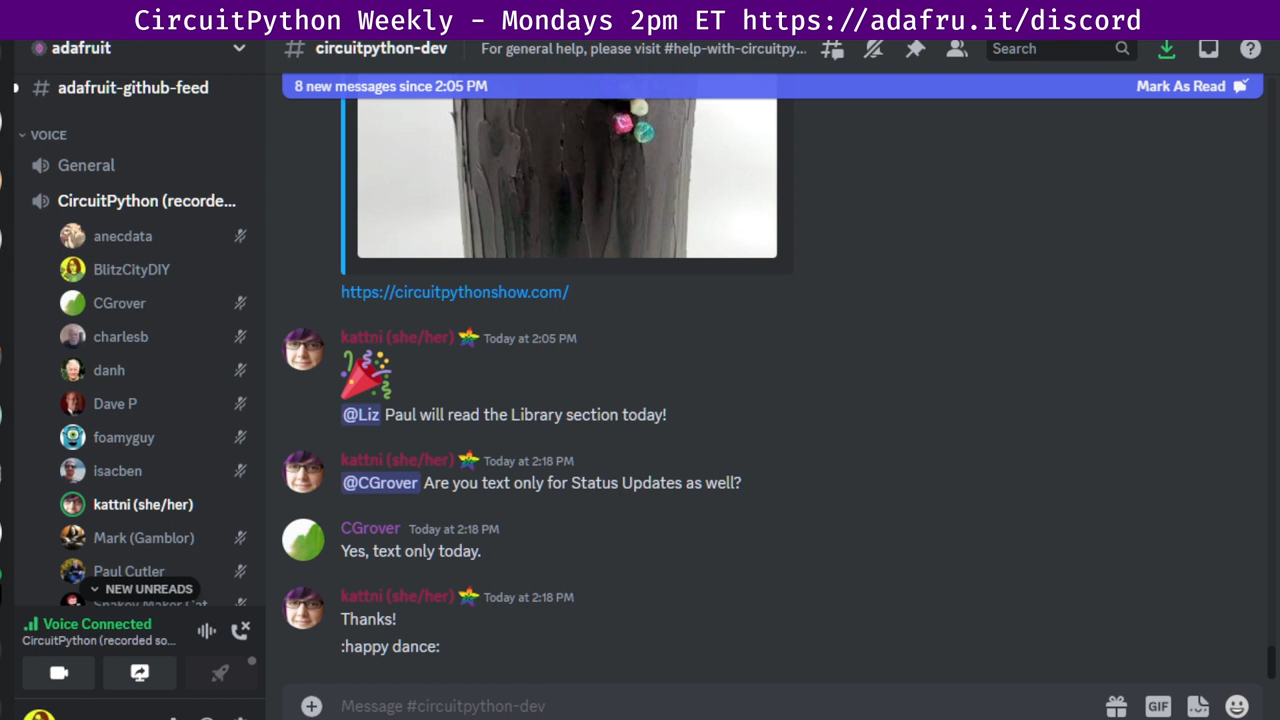 CircuitPython Weekly - Mondays 2pm ET https://adafru.it/discord
adafruit
# circuitpython-dev
For general help, please visit #help-with-circuitpy...
Search
# adafruit-github-feed
8 new messages since 2:05 PM
Mark As Read
VOICE
General
CircuitPython (recorde...
anecdata
BlitzCityDIY
CGrover
charlesb
danh
Dave P
foamyguy
isacben
kattni (she/her)
Mark (Gamblor)
Paul Cutler
NEW UNREADS
Voice Connected
CircuitPython (recorded so...
https://circuitpythonshow.com/
kattni (she/her) Today at 2:05 PM
@Liz Paul will read the Library section today!
kattni (she/her) Today at 2:18 PM
@CGrover Are you text only for Status Updates as well?
CGrover Today at 2:18 PM
Yes, text only today.
kattni (she/her) Today at 2:18 PM
Thanks!
:happy dance:
Message #circuitpython-dev
GIF